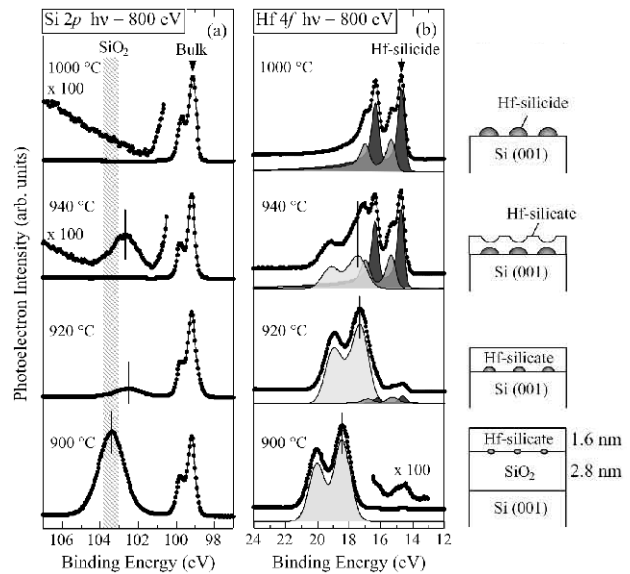 Si 2p hν − 800 eV
(a)
SiO₂
Bulk
1000 °C
x 100
940 °C
x 100
920 °C
900 °C
106 104 102 100 98
Binding Energy (eV)
Photoelectron Intensity (arb. units)
Hf 4f hν − 800 eV
(b)
Hf-silicide
1000 °C
940 °C
920 °C
900 °C
x 100
24 22 20 18 16 14 12
Binding Energy (eV)
Hf-silicide
Si (001)
Hf-silicate
Si (001)
Hf-silicate
Si (001)
Hf-silicate
1.6 nm
SiO₂
2.8 nm
Si (001)